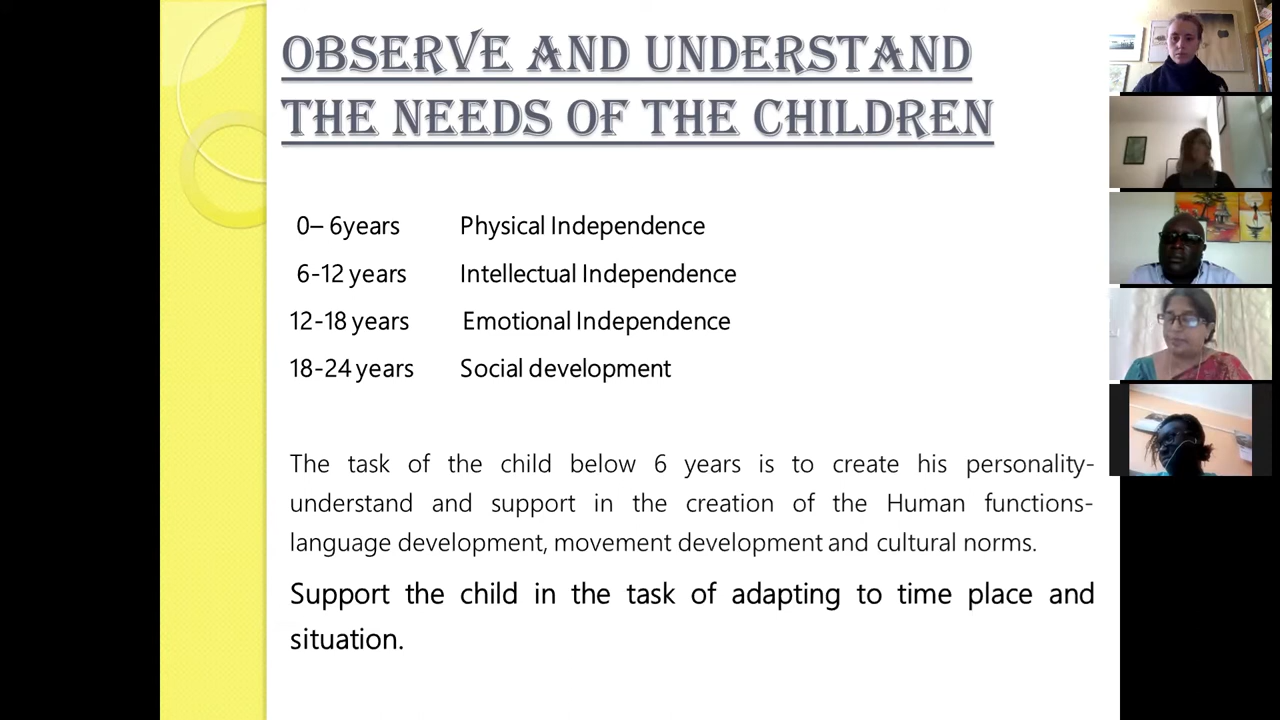 OBSERVE AND UNDERSTAND
THE NEEDS OF THE CHILDREN
0– 6years Physical Independence
6-12 years Intellectual Independence
12-18 years Emotional Independence
18-24 years Social development
The task of the child below 6 years is to create his personality-
understand and support in the creation of the Human functions-
language development, movement development and cultural norms.
Support the child in the task of adapting to time place and
situation.